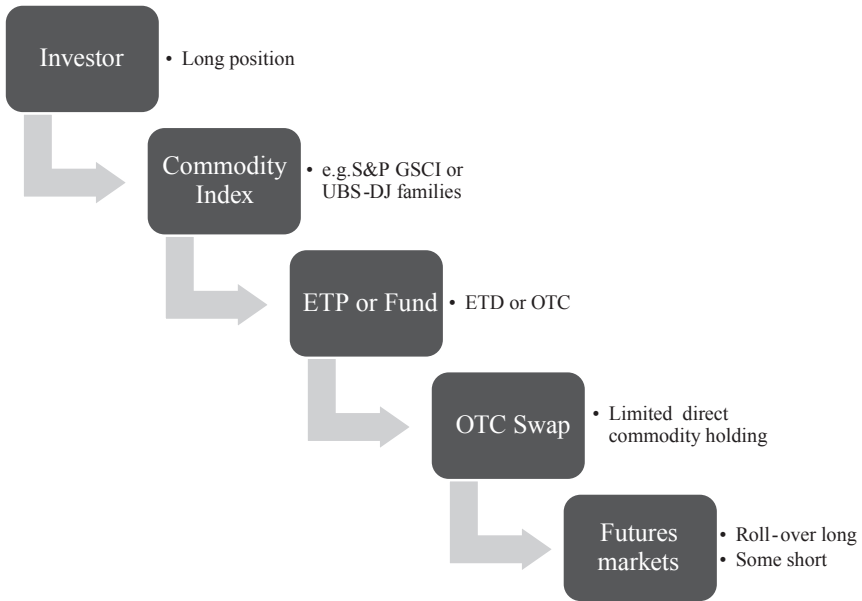 Investor
• Long position
Commodity
Index
• e.g.S&P GSCI or
UBS-DJ families
ETP or Fund
• ETD or OTC
OTC Swap
• Limited direct
commodity holding
Futures
markets
• Roll-over long
• Some short